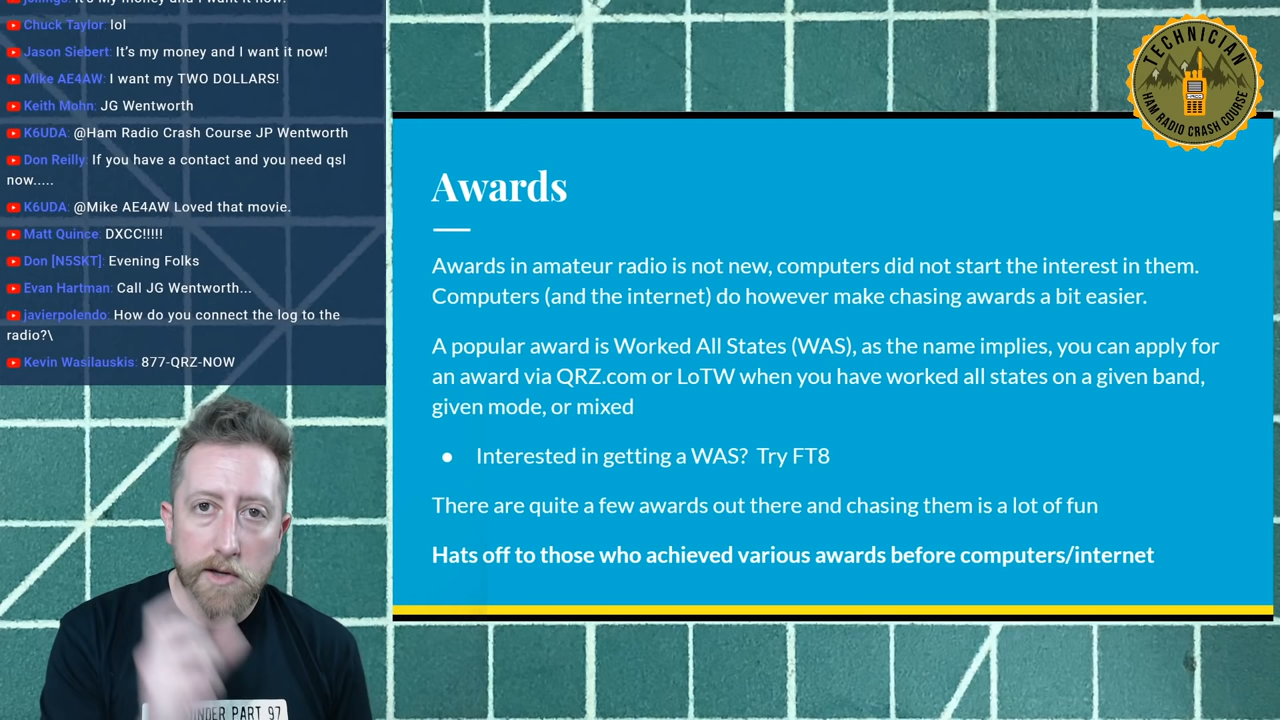 Chuck Taylor: lol
Jason Siebert: It's my money and I want it now!
Mike AE4AW: I want my TWO DOLLARS!
Keith Mohn: JG Wentworth
K6UDA: @Ham Radio Crash Course JP Wentworth
Don Reilly: If you have a contact and you need qsl
now.....
K6UDA: @Mike AE4AW Loved that movie.
Matt Quince: DXCC!!!!!
Don [N5SKT]: Evening Folks
Evan Hartman: Call JG Wentworth...
javierpolendo: How do you connect the log to the
radio?\
Kevin Wasilauskis: 877-QRZ-NOW
TECHNICIAN
HAM RADIO CRASH COURSE
Awards
Awards in amateur radio is not new, computers did not start the interest in them.
Computers (and the internet) do however make chasing awards a bit easier.
A popular award is Worked All States (WAS), as the name implies, you can apply for
an award via QRZ.com or LoTW when you have worked all states on a given band,
given mode, or mixed
● Interested in getting a WAS? Try FT8
There are quite a few awards out there and chasing them is a lot of fun
Hats off to those who achieved various awards before computers/internet
UNDER PART 97